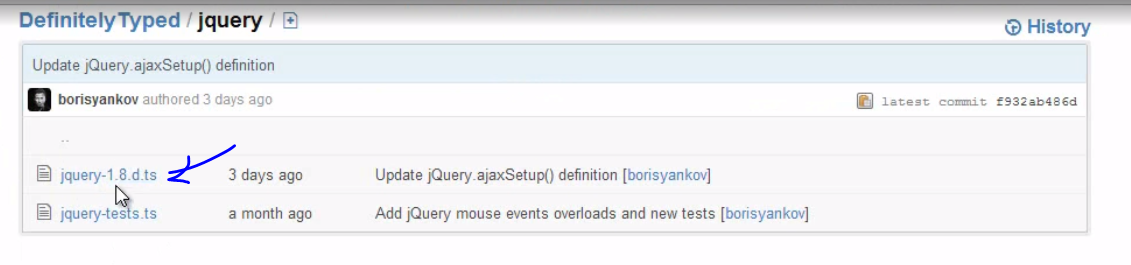 DefinitelyTyped / jquery /
History
Update jQuery.ajaxSetup() definition
borisyankov authored 3 days ago
latest commit f932ab486d
..
jquery-1.8.d.ts 3 days ago Update jQuery.ajaxSetup() definition [borisyankov]
jquery-tests.ts a month ago Add jQuery mouse events overloads and new tests [borisyankov]